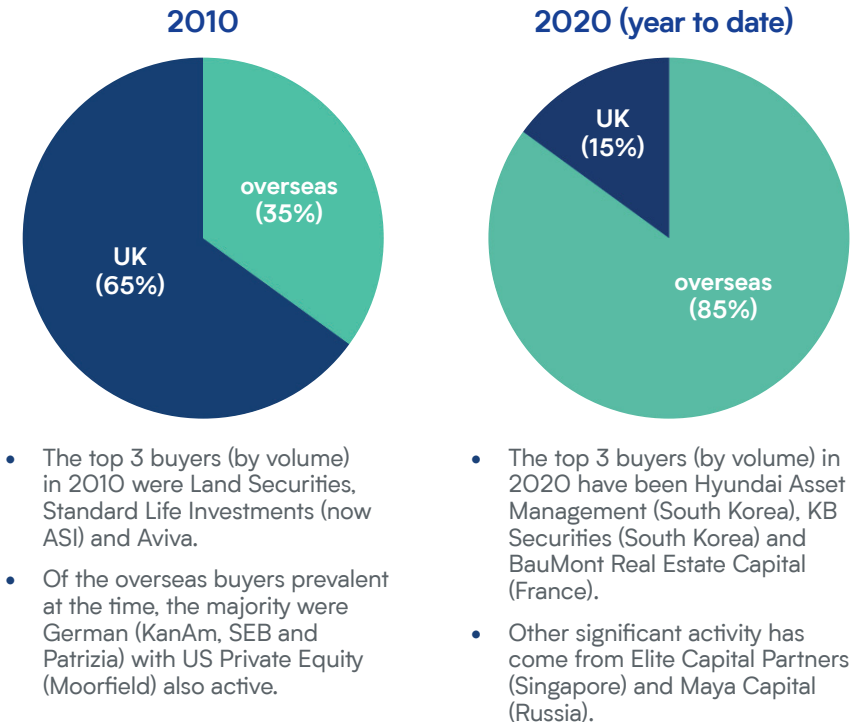 2010
overseas
(35%)
UK
(65%)
• The top 3 buyers (by volume)
in 2010 were Land Securities,
Standard Life Investments (now
ASI) and Aviva.
• Of the overseas buyers prevalent
at the time, the majority were
German (KanAm, SEB and
Patrizia) with US Private Equity
(Moorfield) also active.
2020 (year to date)
UK
(15%)
overseas
(85%)
• The top 3 buyers (by volume) in
2020 have been Hyundai Asset
Management (South Korea), KB
Securities (South Korea) and
BauMont Real Estate Capital
(France).
• Other significant activity has
come from Elite Capital Partners
(Singapore) and Maya Capital
(Russia).